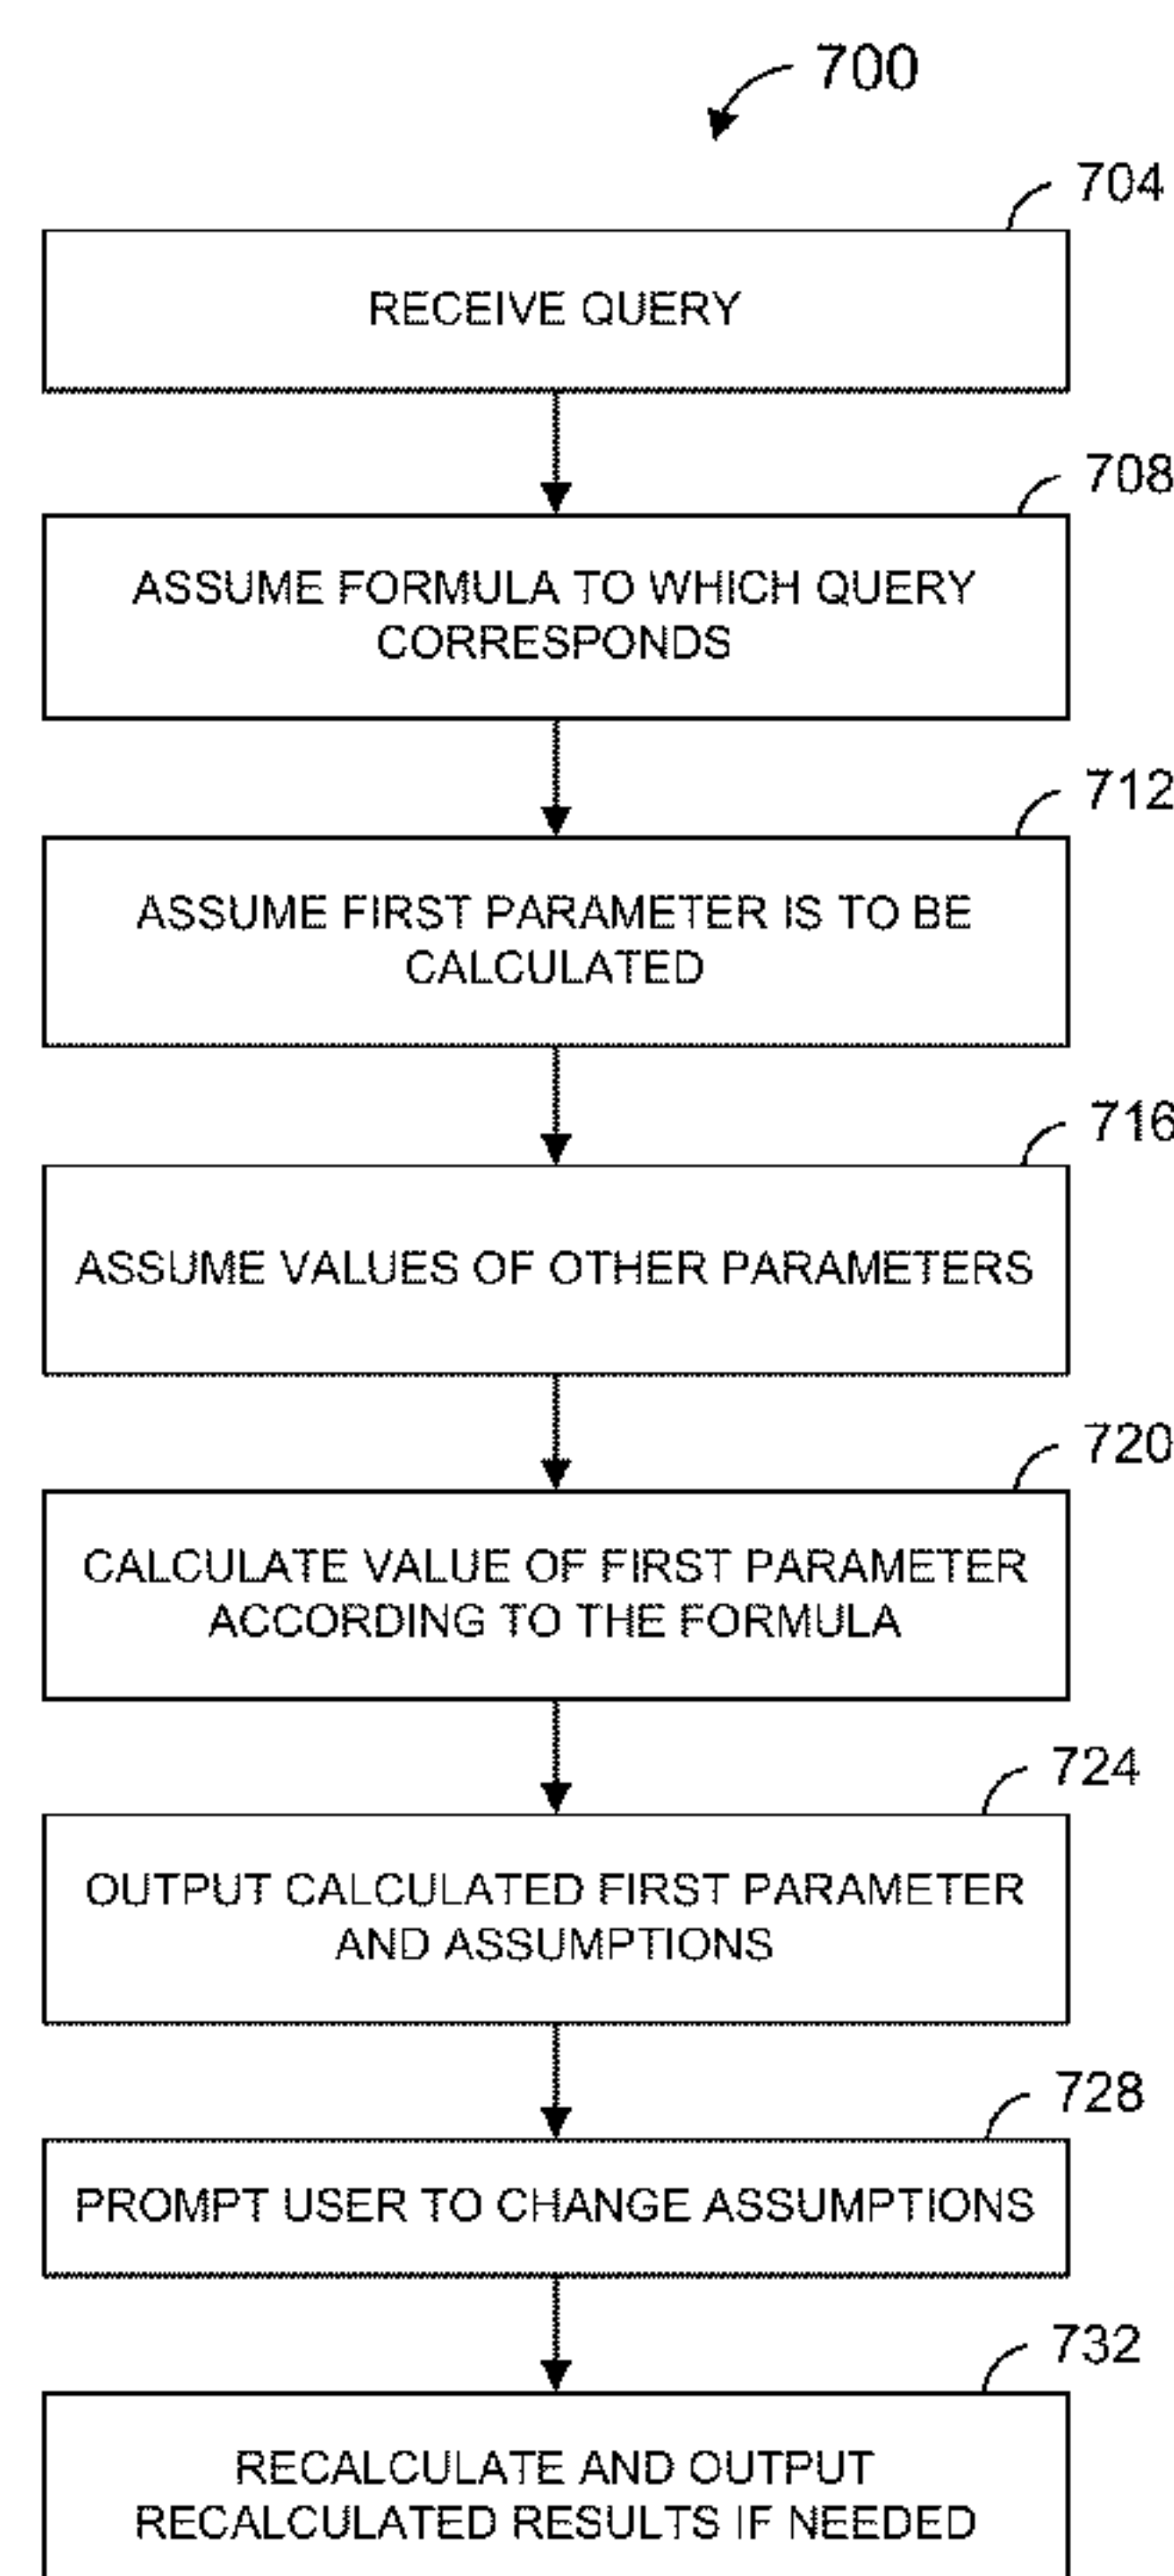 700
704
RECEIVE QUERY
708
ASSUME FORMULA TO WHICH QUERY
CORRESPONDS
712
ASSUME FIRST PARAMETER IS TO BE
CALCULATED
716
ASSUME VALUES OF OTHER PARAMETERS
720
CALCULATE VALUE OF FIRST PARAMETER
ACCORDING TO THE FORMULA
724
OUTPUT CALCULATED FIRST PARAMETER
AND ASSUMPTIONS
728
PROMPT USER TO CHANGE ASSUMPTIONS
732
RECALCULATE AND OUTPUT
RECALCULATED RESULTS IF NEEDED